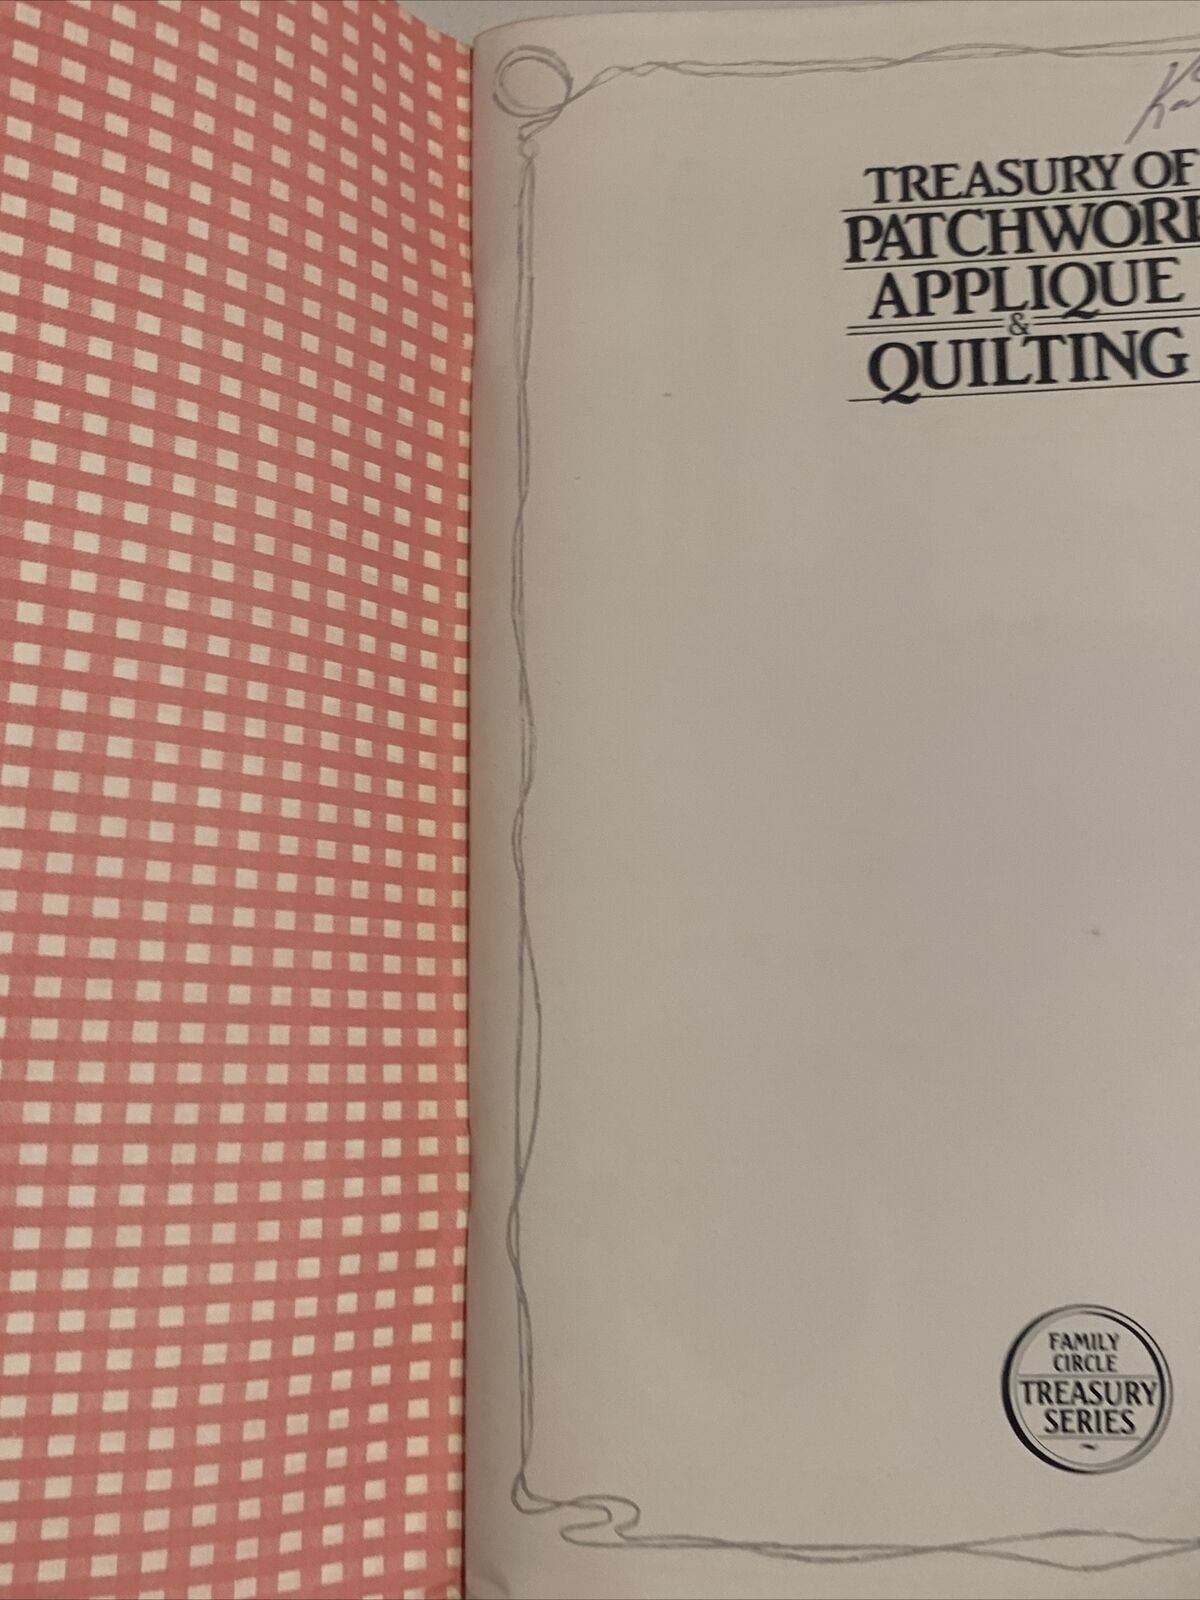 TREASURY OF
PATCHWORK
APPLIQUE
&
QUILTING
FAMILY
CIRCLE
TREASURY
SERIES